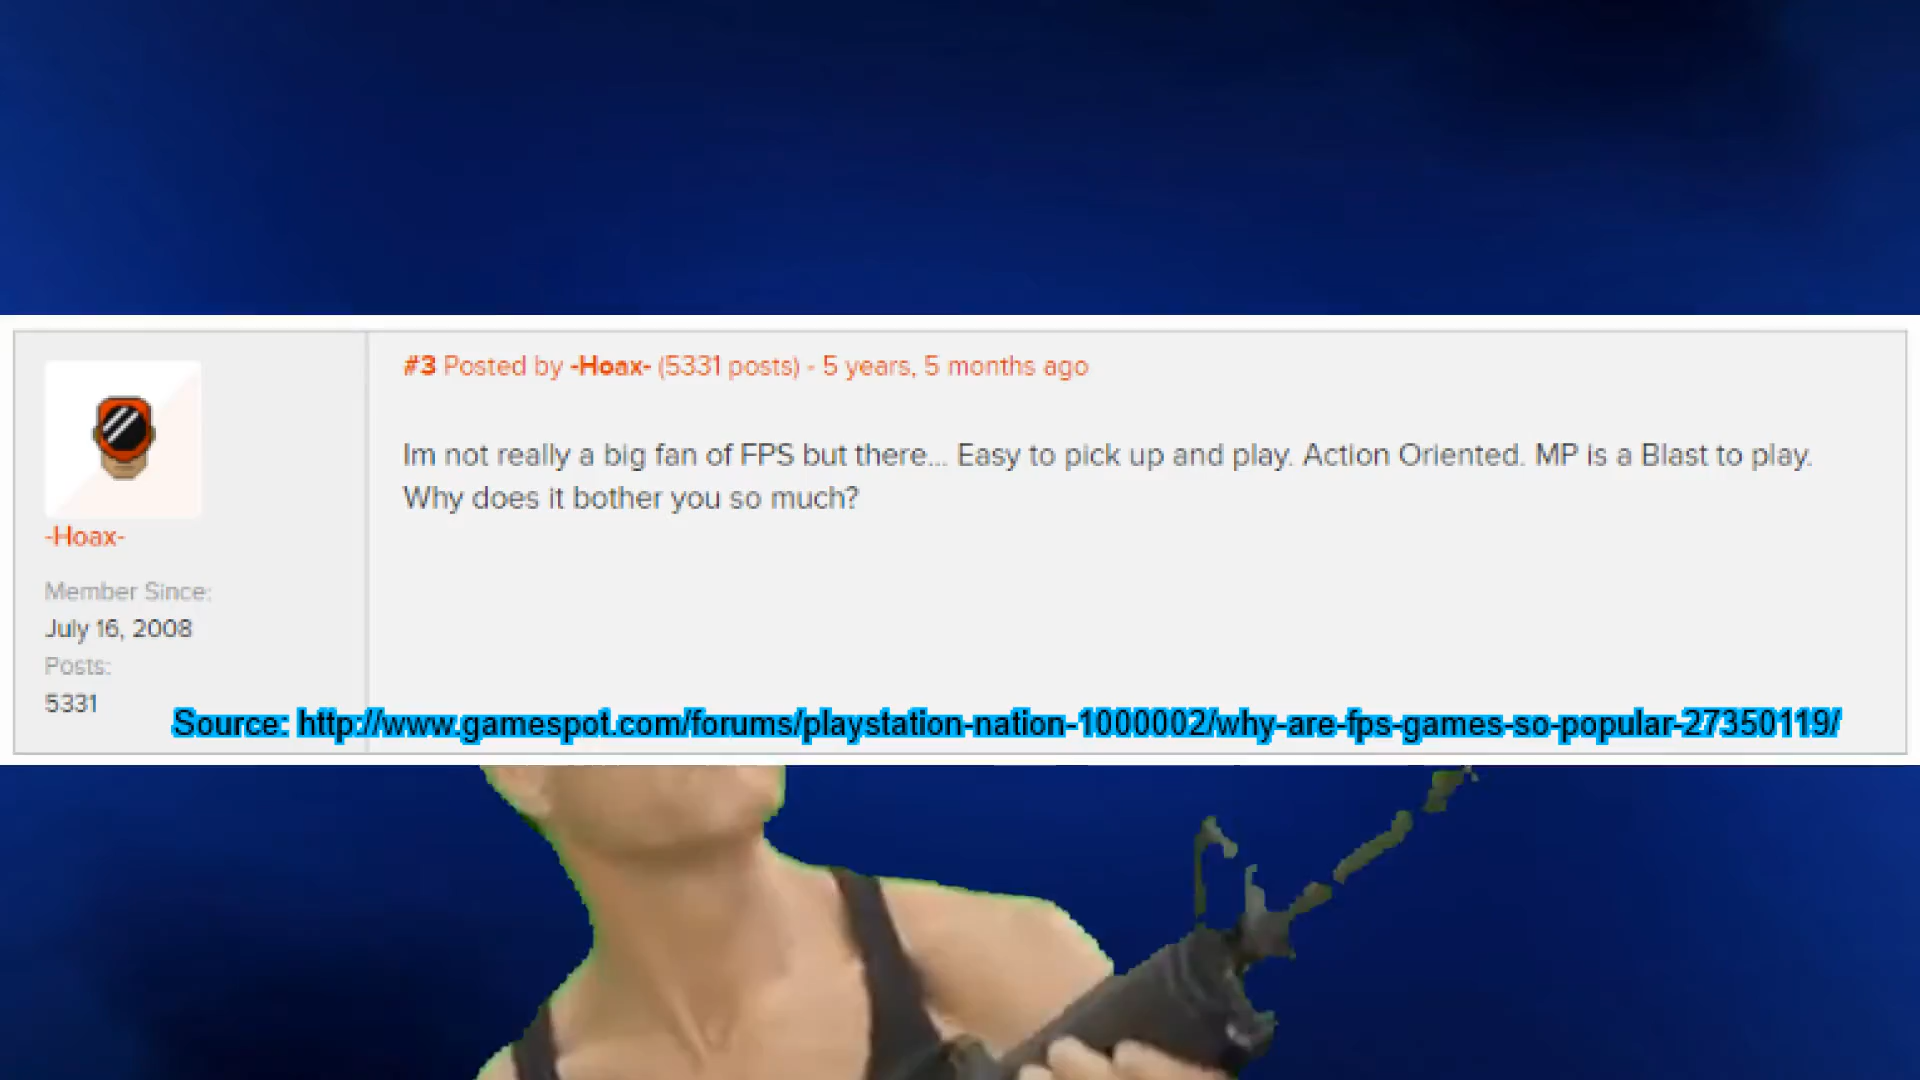 #3 Posted by -Hoax- (5331 posts) - 5 years, 5 months ago
Im not really a big fan of FPS but there... Easy to pick up and play. Action Oriented. MP is a Blast to play.
Why does it bother you so much?
-Hoax-
Member Since:
July 16, 2008
Posts:
5331
Source: http://www.gamespot.com/forums/playstation-nation-1000002/why-are-fps-games-so-popular-27350119/